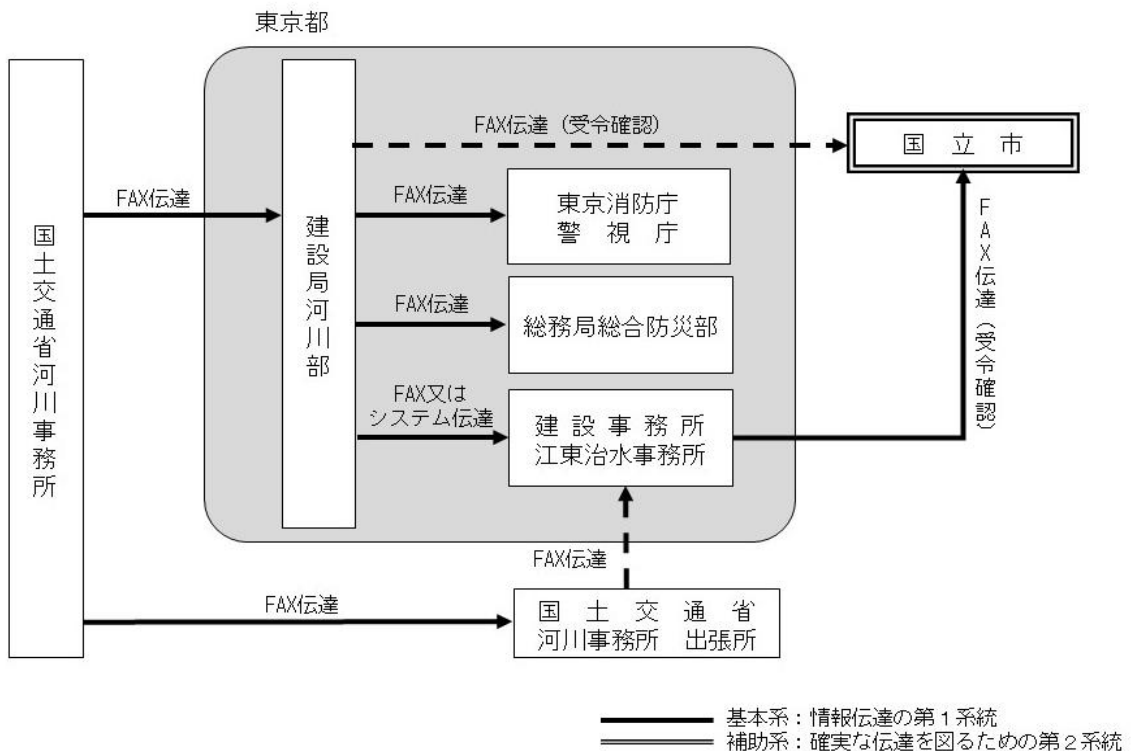 東京都
FAX伝達（受令確認）
国立市
FAX伝達
FAX伝達
東京消防庁
警視庁
FAX伝達（受令確認）
国土交通省河川事務所
建設局河川部
FAX伝達
総務局総合防災部
FAX又は
システム伝達
建設事務所
江東治水事務所
FAX伝達
FAX伝達
国土交通省
河川事務所 出張所
基本系：情報伝達の第１系統
補助系：確実な伝達を図るための第２系統